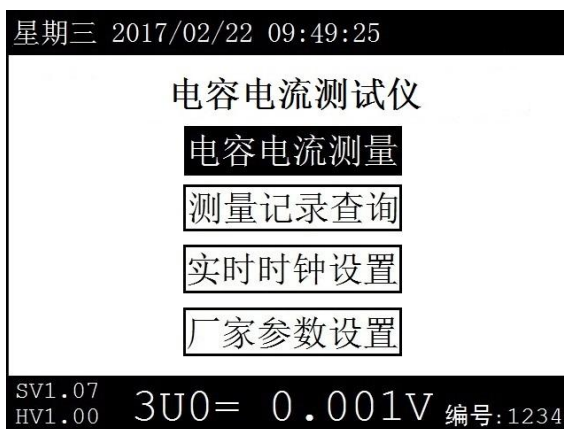 星期三 2017/02/22 09:49:25
电容电流测试仪
电容电流测量
测量记录查询
实时时钟设置
厂家参数设置
SV1.07
HV1.00
3U0= 0.001V 编号:1234